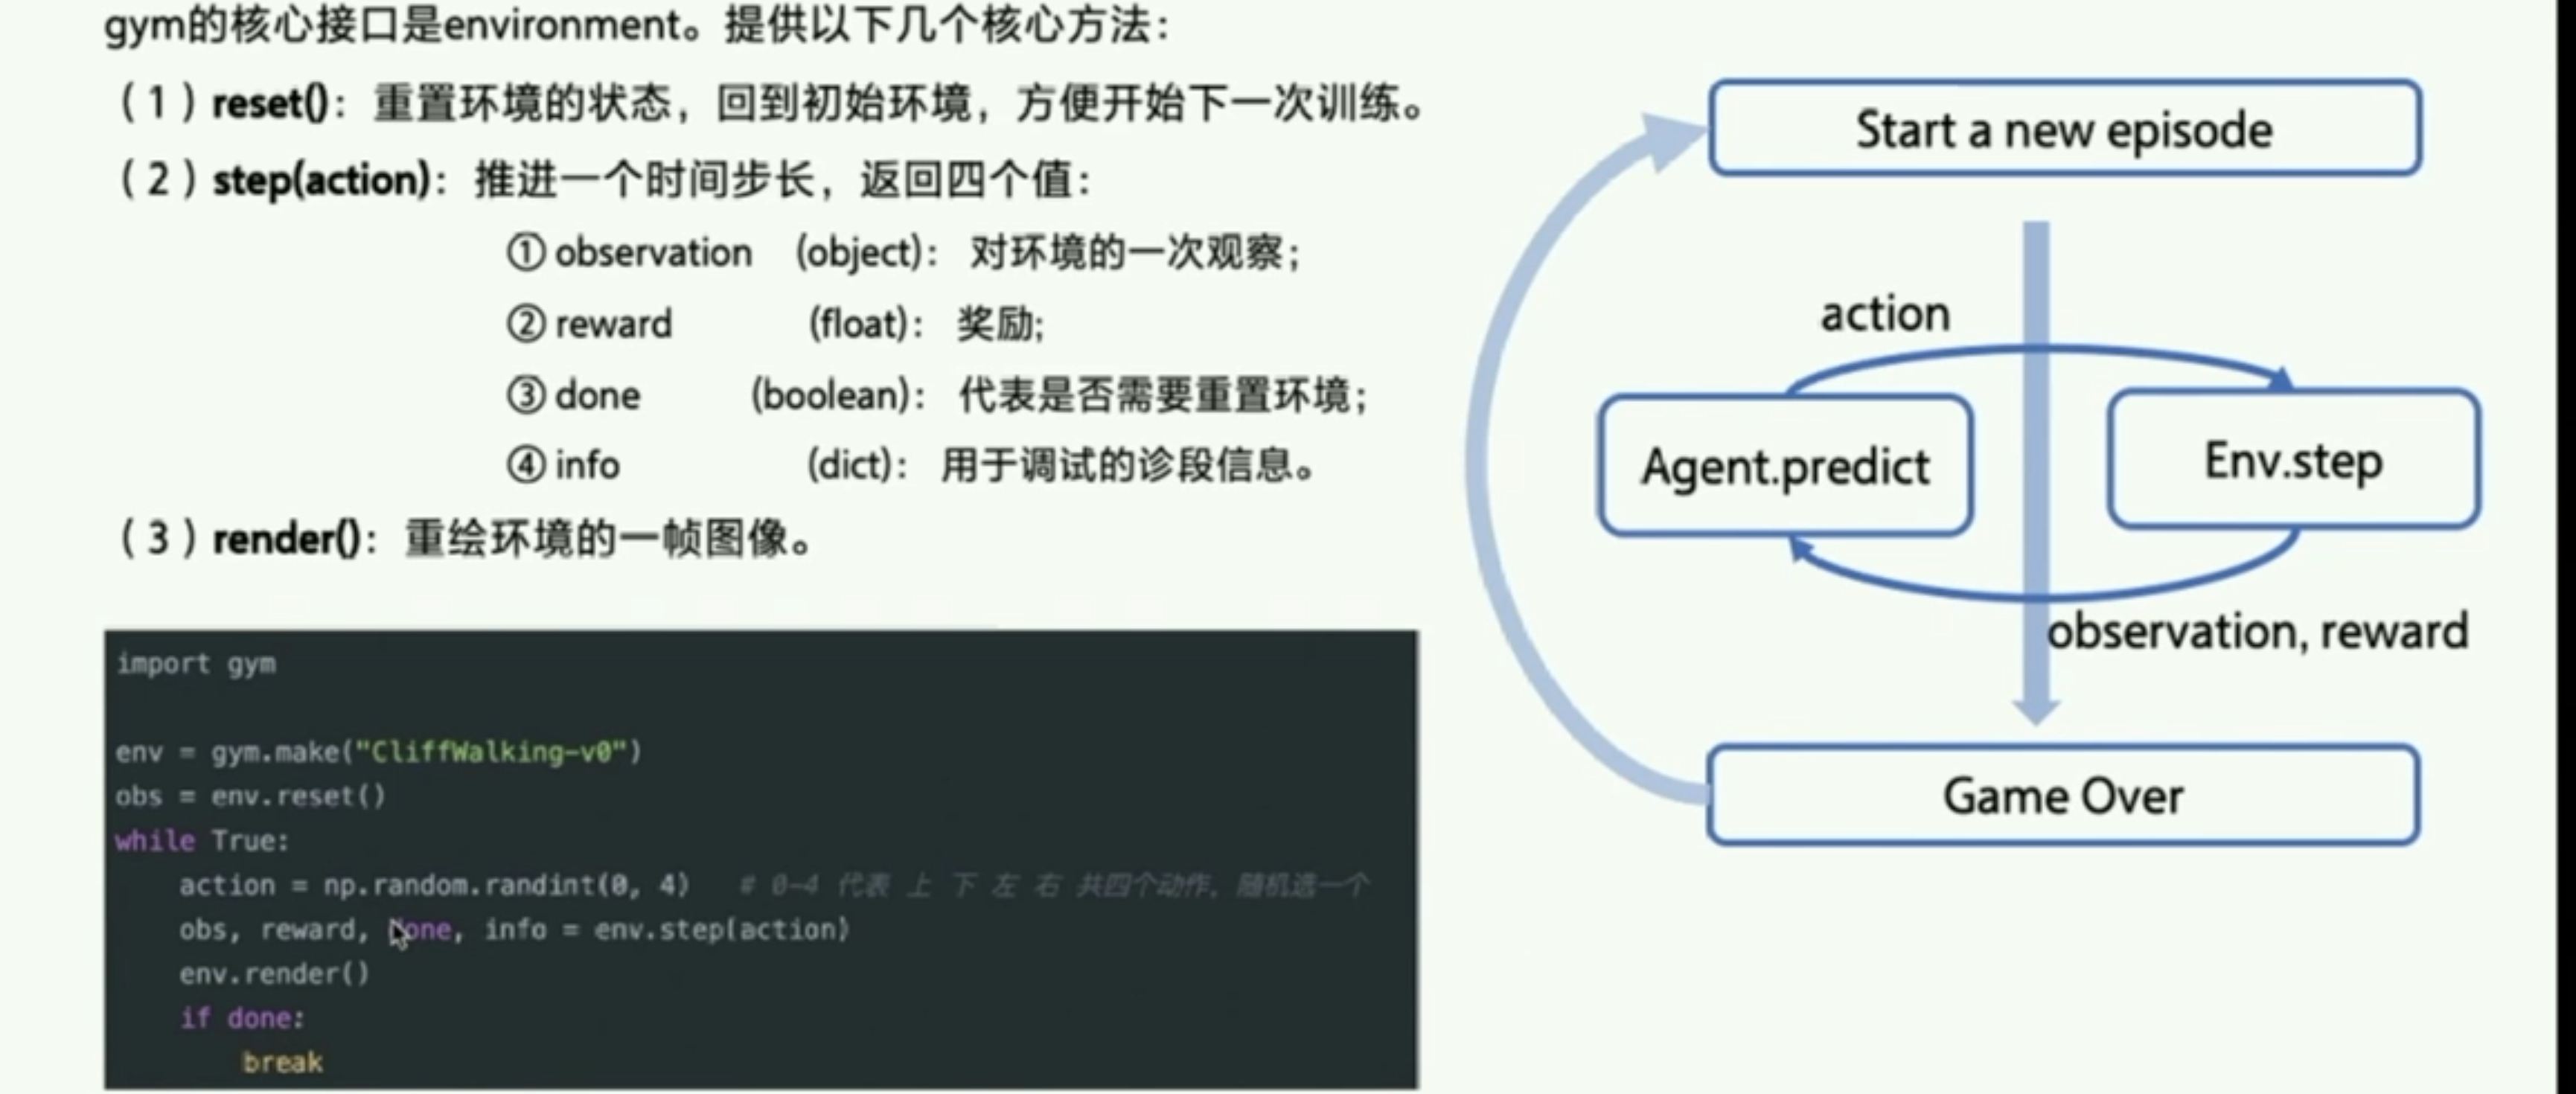 gym的核心接口是environment。提供以下几个核心方法：
（1）reset()：重置环境的状态，回到初始环境，方便开始下一次训练。
（2）step(action)：推进一个时间步长，返回四个值：
① observation (object)：对环境的一次观察；
② reward (float)：奖励;
③ done (boolean)：代表是否需要重置环境；
④ info (dict)：用于调试的诊段信息。
（3）render()：重绘环境的一帧图像。
import gym
env = gym.make("CliffWalking-v0")
obs = env.reset()
while True:
    action = np.random.randint(0, 4)   # 0-4 代表 上 下 左 右 共四个动作，随机选一个
    obs, reward, done, info = env.step(action)
    env.render()
    if done:
        break
Start a new episode
action
Agent.predict
Env.step
observation, reward
Game Over